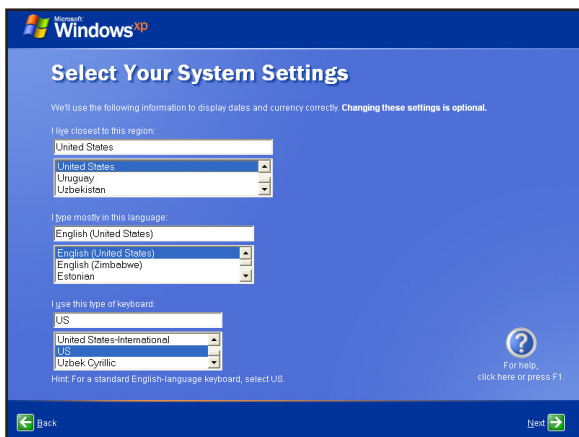 Microsoft
Windows xp
Select Your System Settings
We'll use the following information to display dates and currency correctly. Changing these settings is optional.
I live closest to this region:
United States
United States
Uruguay
Uzbekistan
I type mostly in this language:
English (United States)
English (United States)
English (Zimbabwe)
Estonian
I use this type of keyboard:
US
United States-International
US
Uzbek Cyrillic
Hint: For a standard English-language keyboard, select US.
?
For help,
click here or press F1.
Back
Next